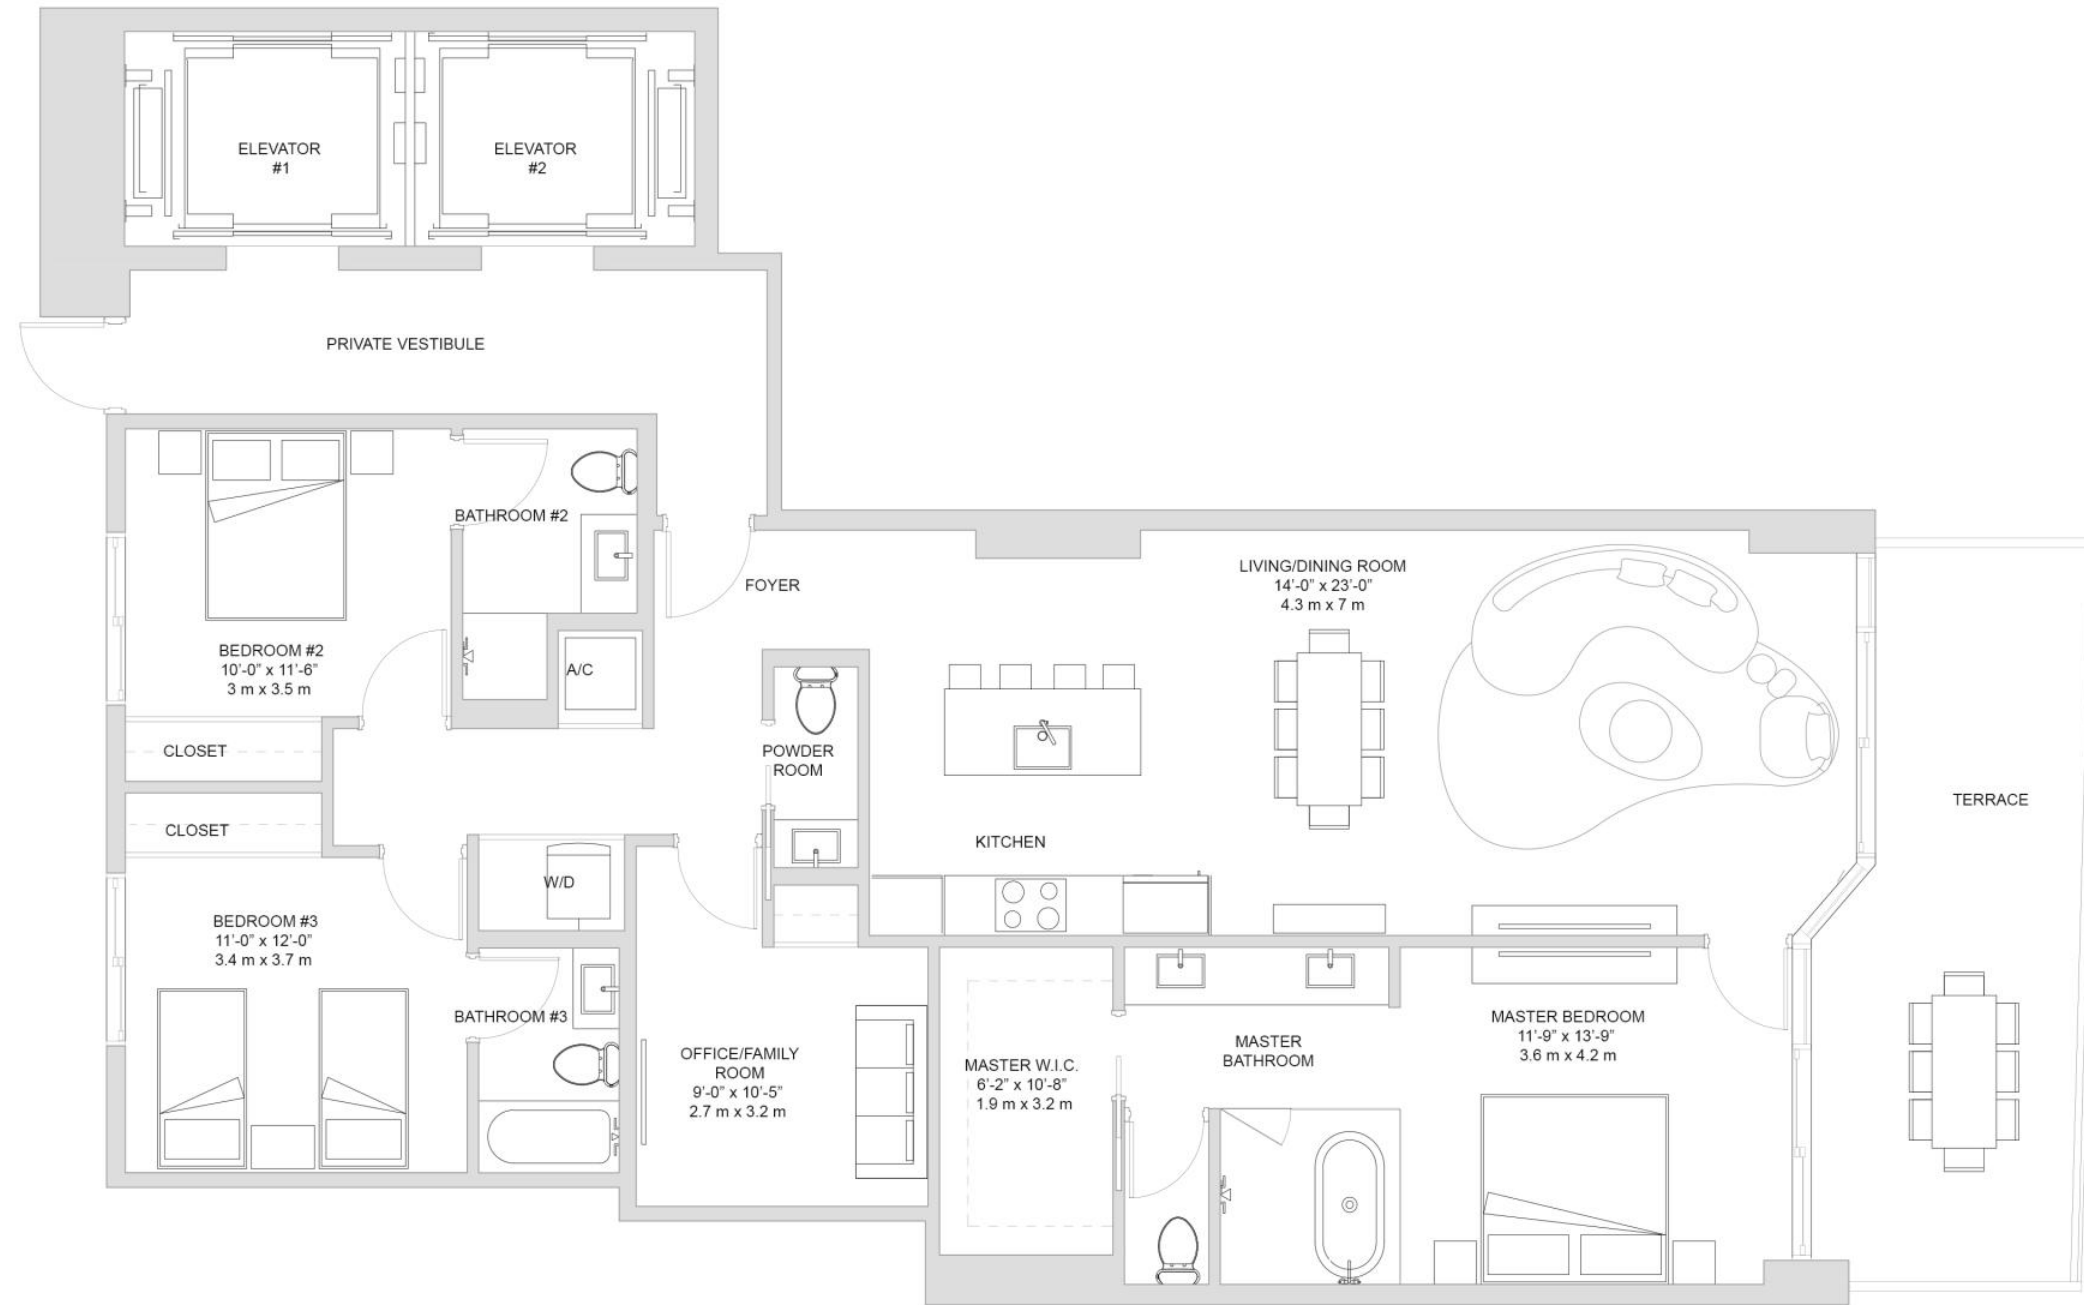 ELEVATOR
#1
ELEVATOR
#2
PRIVATE VESTIBULE
BATHROOM #2
FOYER
LIVING/DINING ROOM
14'-0" x 23'-0"
4.3 m x 7 m
BEDROOM #2
10'-0" x 11'-6"
3 m x 3.5 m
A/C
CLOSET
POWDER
ROOM
TERRACE
CLOSET
KITCHEN
W/D
BEDROOM #3
11'-0" x 12'-0"
3.4 m x 3.7 m
BATHROOM #3
OFFICE/FAMILY
ROOM
9'-0" x 10'-5"
2.7 m x 3.2 m
MASTER W.I.C.
6'-2" x 10'-8"
1.9 m x 3.2 m
MASTER
BATHROOM
MASTER BEDROOM
11'-9" x 13'-9"
3.6 m x 4.2 m